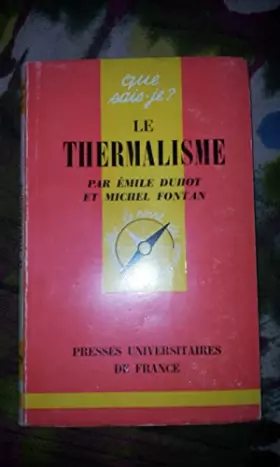 que
sais-je?
LE
THERMALISME
PAR ÉMILE DUHOT
ET MICHEL FONTAN
PRESSES UNIVERSITAIRES
DE FRANCE